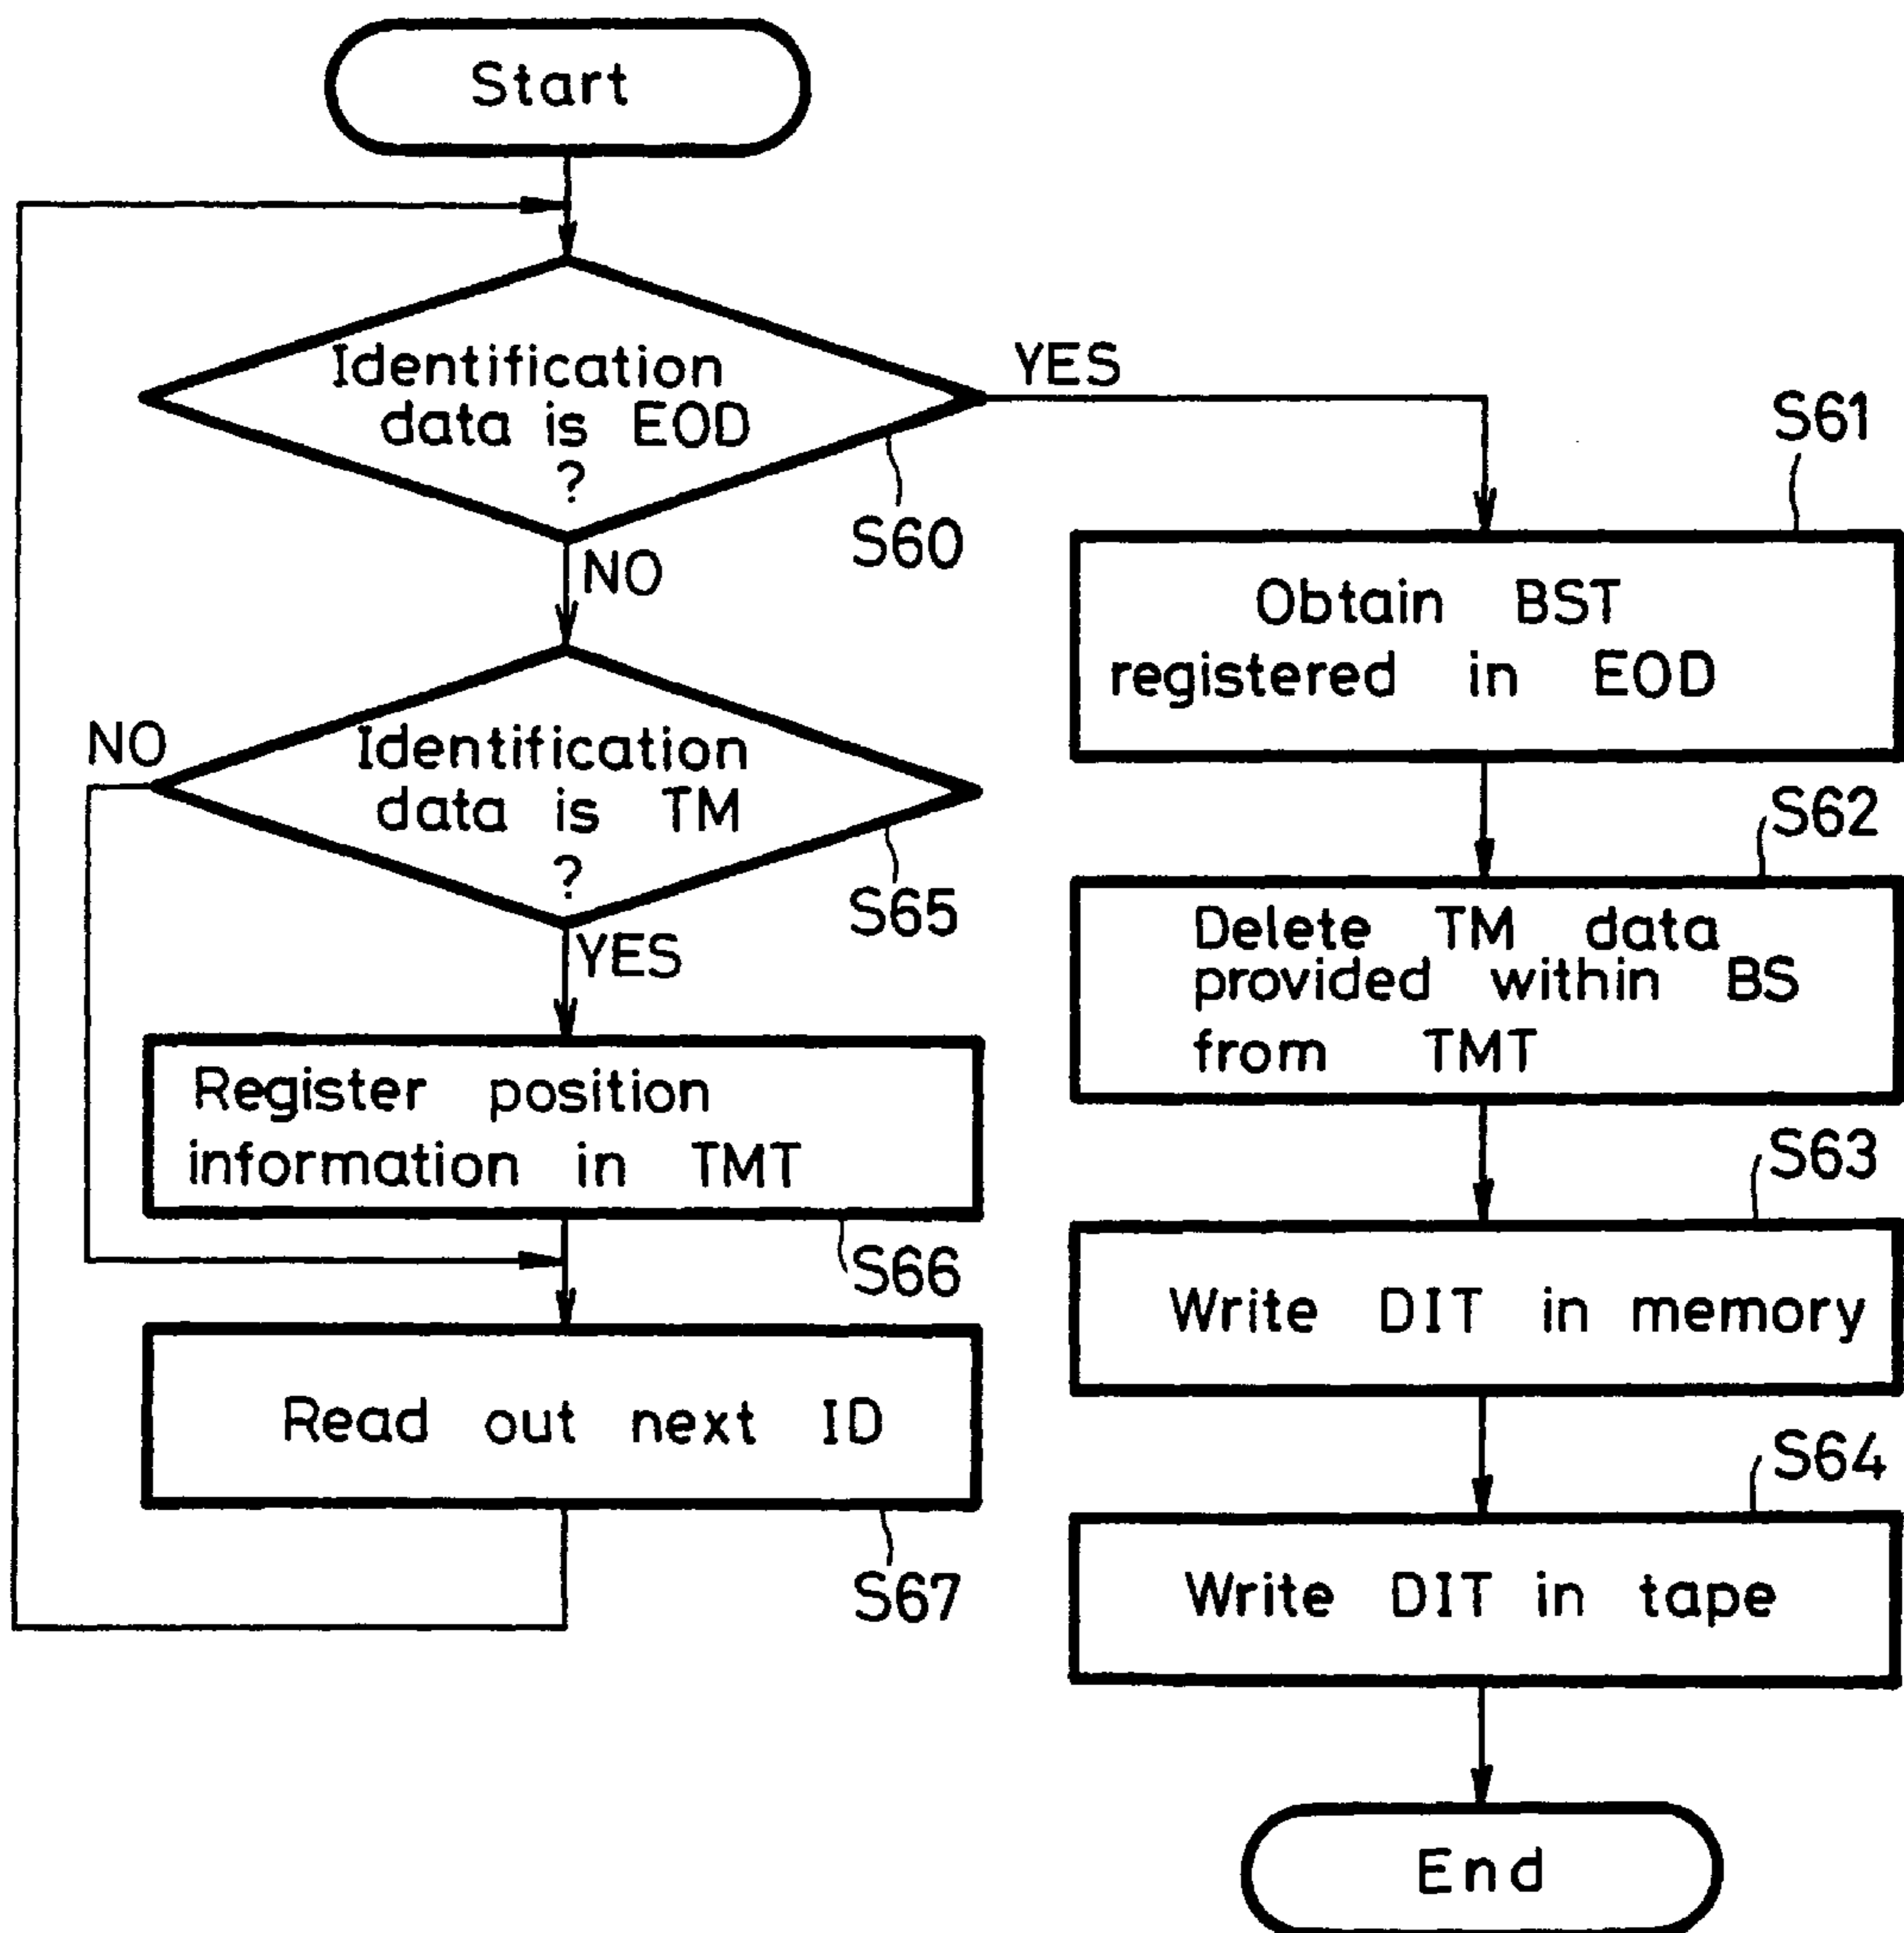 Start
Identification
data is EOD
?
YES
S60
NO
Identification
data is TM
?
NO
S65
YES
Register position
information in TMT
S66
Read out next ID
S67
S61
Obtain BST
registered in EOD
S62
Delete TM data
provided within BS
from TMT
S63
Write DIT in memory
S64
Write DIT in tape
End